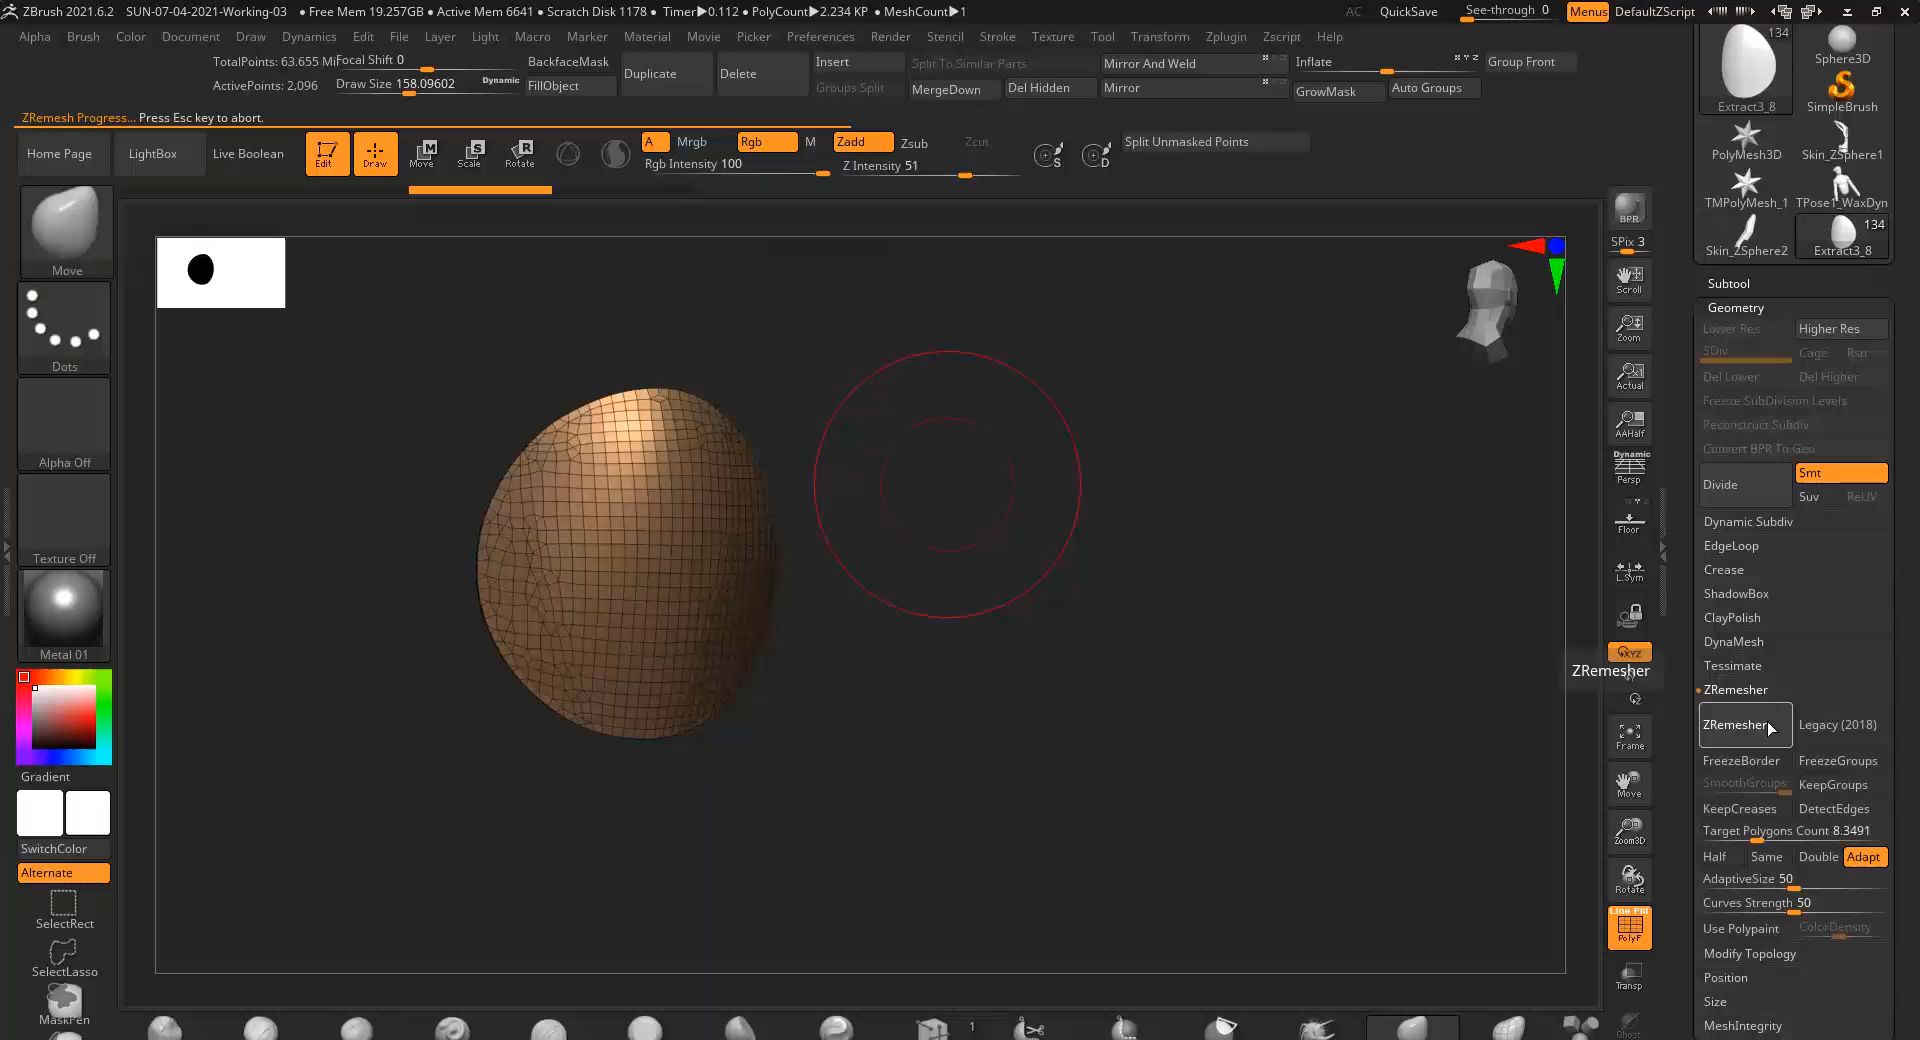 ZBrush 2021.6.2 SUN-07-04-2021-Working-03 ● Free Mem 19.257GB ● Active Mem 6641 ● Scratch Disk 1178 ● Timer▶0.112 ● PolyCount▶2.234 KP ● MeshCount▶1 AC QuickSave See-through 0 Menus DefaultZScript
Alpha Brush Color Document Draw Dynamics Edit File Layer Light Macro Marker Material Movie Picker Preferences Render Stencil Stroke Texture Tool Transform Zplugin Zscript Help
TotalPoints: 63.655 Mi Focal Shift 0 BackfaceMask Duplicate Delete Insert Split To Similar Parts Mirror And Weld Inflate Group Front
ActivePoints: 2,096 Draw Size 158.09602 Dynamic FillObject Groups Split MergeDown Del Hidden Mirror GrowMask Auto Groups
ZRemesh Progress... Press Esc key to abort.
Home Page LightBox Live Boolean Edit Draw Move Scale Rotate A Mrgb Rgb M Zadd Zsub Zcut Split Unmasked Points
Rgb Intensity 100 Z Intensity 51
S D
Move
Dots
Alpha Off
Texture Off
Metal 01
Gradient
SwitchColor
Alternate
SelectRect
SelectLasso
MaskPen
1
BPR
SPix 3
Scroll
Zoom
Actual
AAHalf
Dynamic
Persp
Floor
L.Sym
XYZ
ZRemesher
Frame
Move
Zoom3D
Rotate
Line Fill
PolyF
Transp
Ghost
134
Extract3_8
Sphere3D
SimpleBrush
PolyMesh3D Skin_ZSphere1
TMPolyMesh_1 TPose1_WaxDyn
134
Skin_ZSphere2 Extract3_8
Subtool
Geometry
Lower Res Higher Res
SDiv Cage Rstr
Del Lower Del Higher
Freeze SubDivision Levels
Reconstruct Subdiv
Convert BPR To Geo
Divide Smt
Suv ReUV
Dynamic Subdiv
EdgeLoop
Crease
ShadowBox
ClayPolish
DynaMesh
Tessimate
ZRemesher
ZRemesher Legacy (2018)
FreezeBorder FreezeGroups
SmoothGroups KeepGroups
KeepCreases DetectEdges
Target Polygons Count 8.3491
Half Same Double Adapt
AdaptiveSize 50
Curves Strength 50
Use Polypaint ColorDensity
Modify Topology
Position
Size
MeshIntegrity